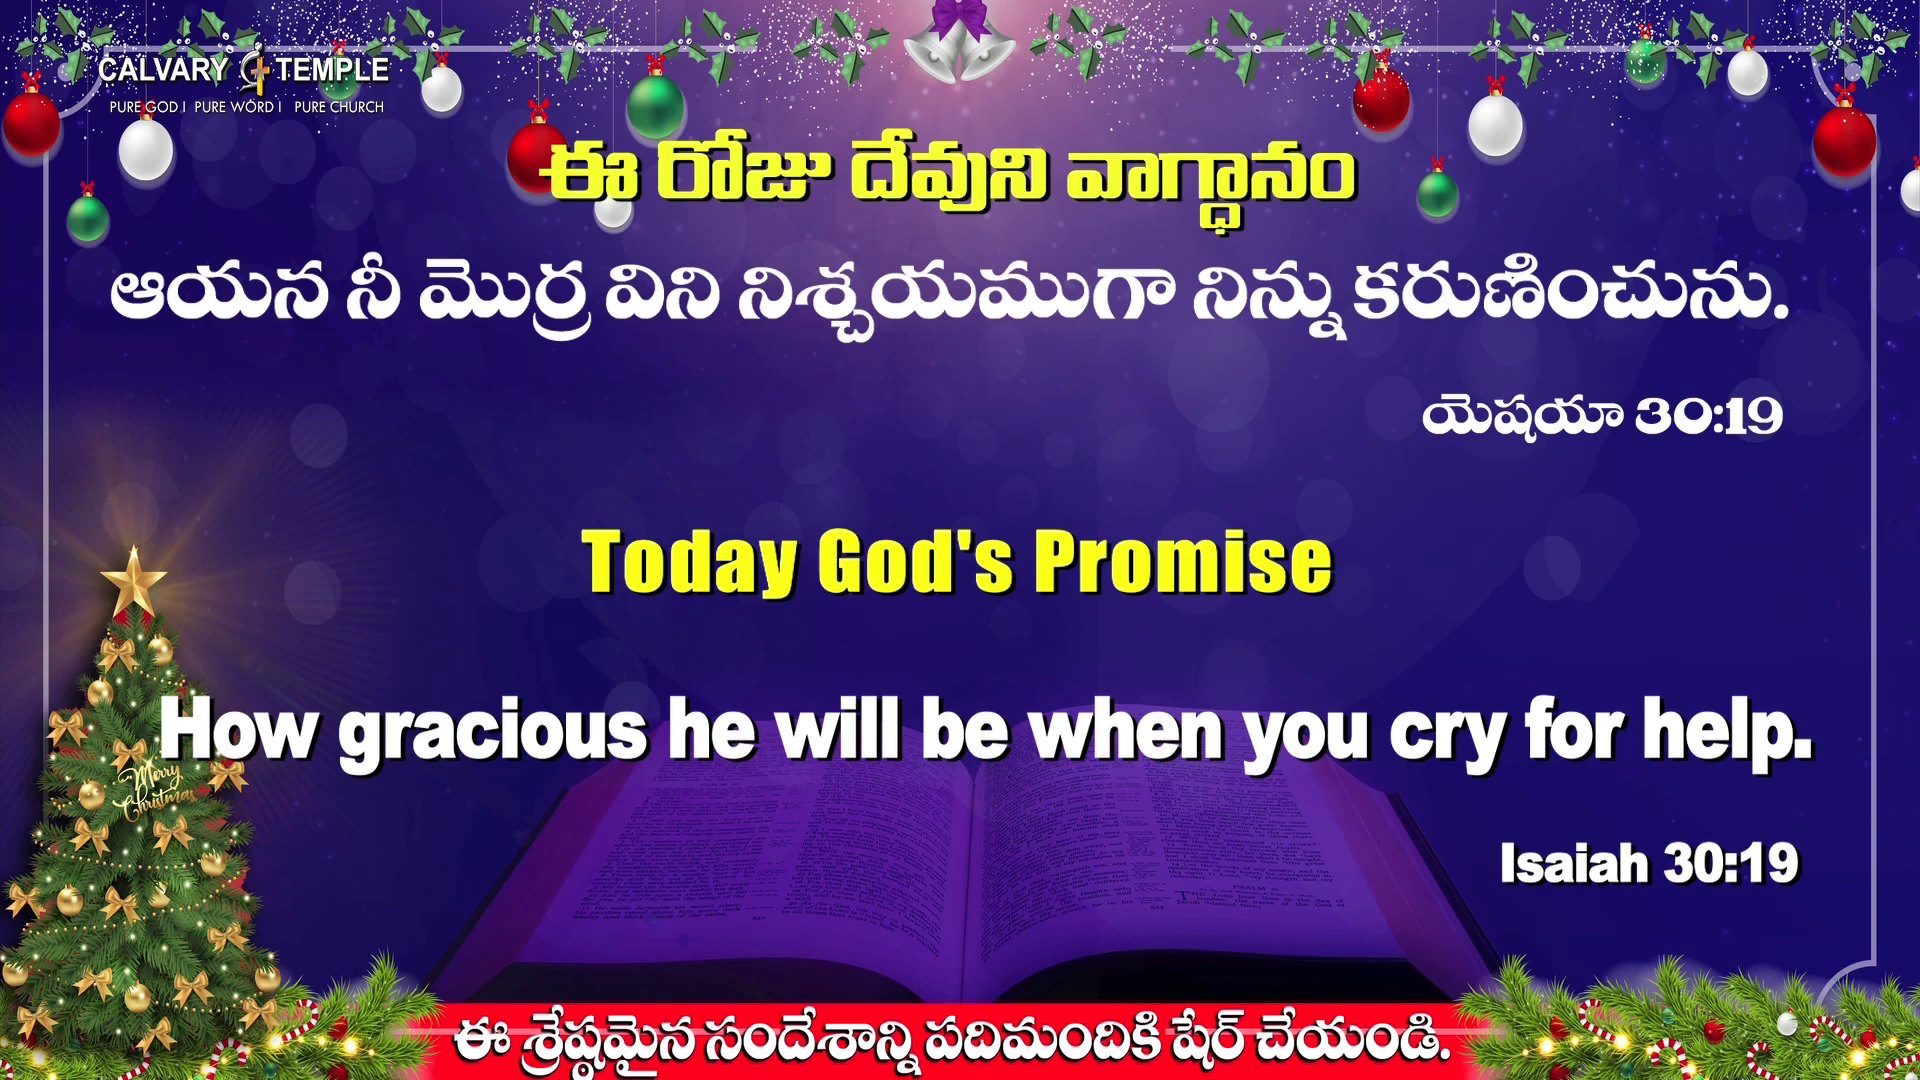 CALVARY TEMPLE
PURE GOD I PURE WORD I PURE CHURCH
ఈ రోజు దేవుని వాగ్ధానం
ఆయన నీ మొర్ర విని నిశ్చయముగా నిన్ను కరుణించును.
యెషయా 30:19
Today God's Promise
How gracious he will be when you cry for help.
Merry
Christmas
Isaiah 30:19
ఈ శ్రేష్ఠమైన సందేశాన్ని పదిమందికి షేర్ చేయండి.